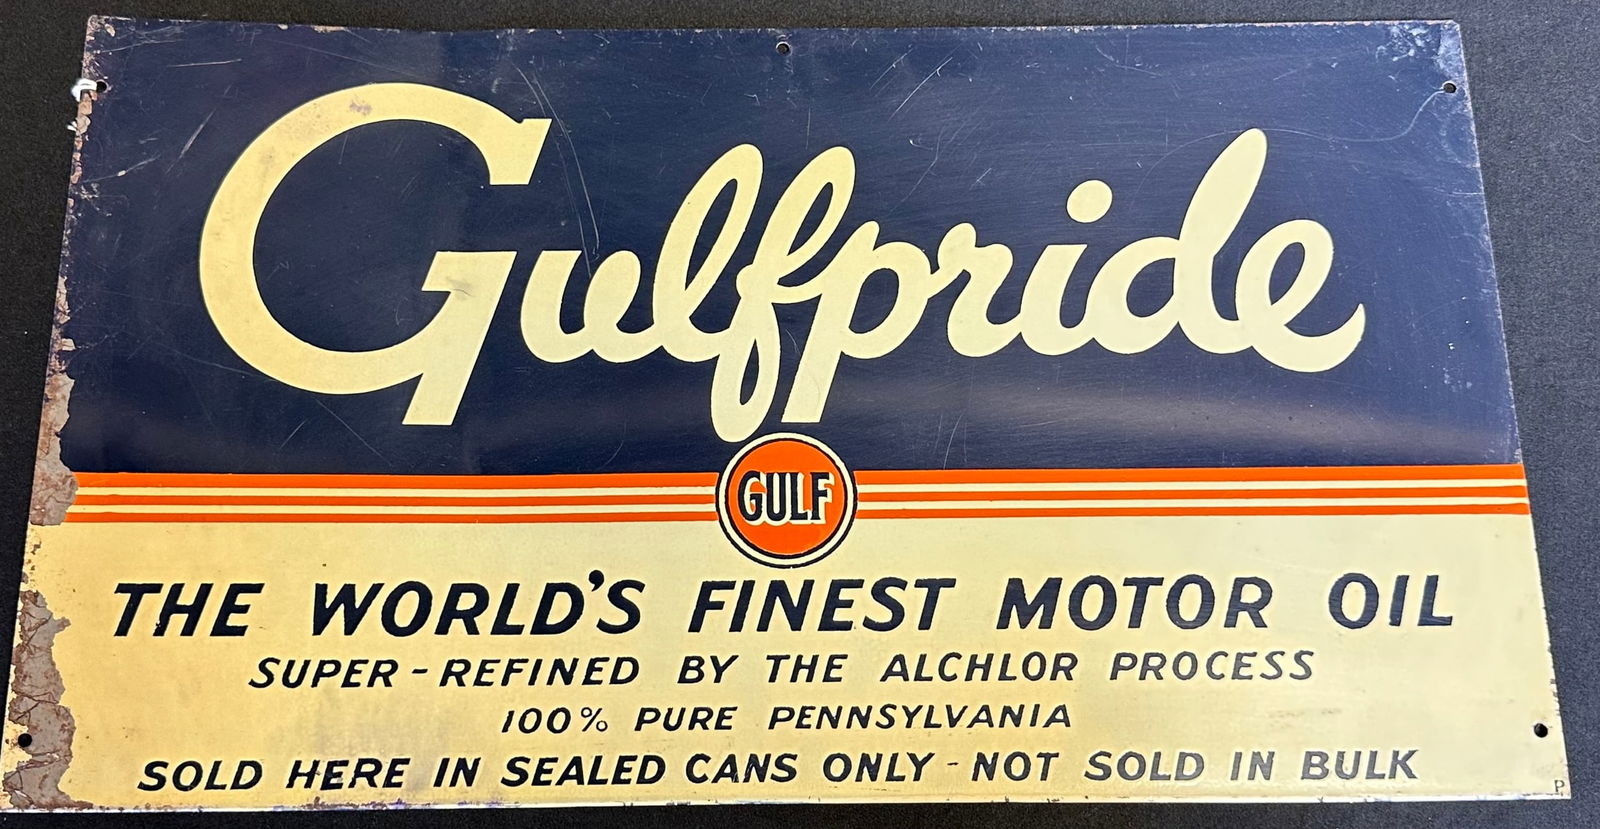 Gulfpride
GULF
THE WORLD'S FINEST MOTOR OIL
SUPER-REFINED BY THE ALCHLOR PROCESS
100% PURE PENNSYLVANIA
SOLD HERE IN SEALED CANS ONLY - NOT SOLD IN BULK
P